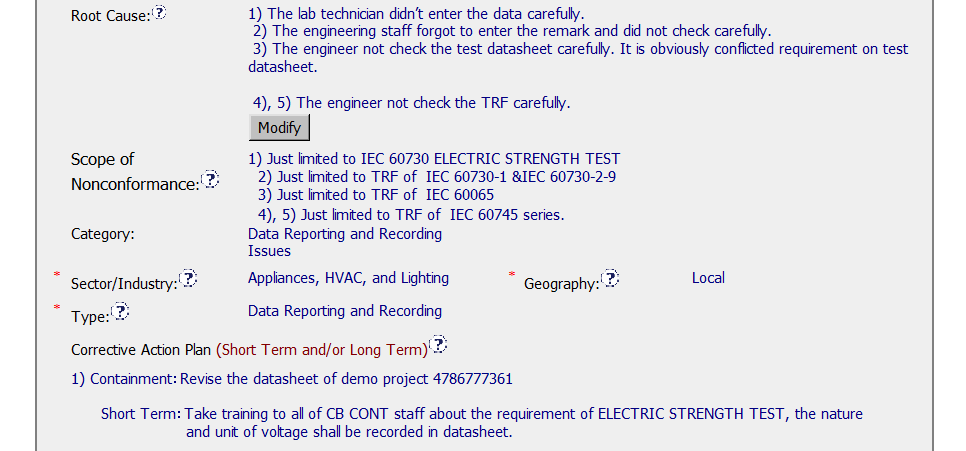 Root Cause:? 1) The lab technician didn't enter the data carefully.
2) The engineering staff forgot to enter the remark and did not check carefully.
3) The engineer not check the test datasheet carefully. It is obviously conflicted requirement on test
datasheet.
4), 5) The engineer not check the TRF carefully.
Modify
Scope of
Nonconformance:? 1) Just limited to IEC 60730 ELECTRIC STRENGTH TEST
2) Just limited to TRF of IEC 60730-1 &IEC 60730-2-9
3) Just limited to TRF of IEC 60065
4), 5) Just limited to TRF of IEC 60745 series.
Category: Data Reporting and Recording
Issues
* Sector/Industry:? Appliances, HVAC, and Lighting * Geography:? Local
* Type:? Data Reporting and Recording
Corrective Action Plan (Short Term and/or Long Term)?
1) Containment: Revise the datasheet of demo project 4786777361
Short Term: Take training to all of CB CONT staff about the requirement of ELECTRIC STRENGTH TEST, the nature
and unit of voltage shall be recorded in datasheet.